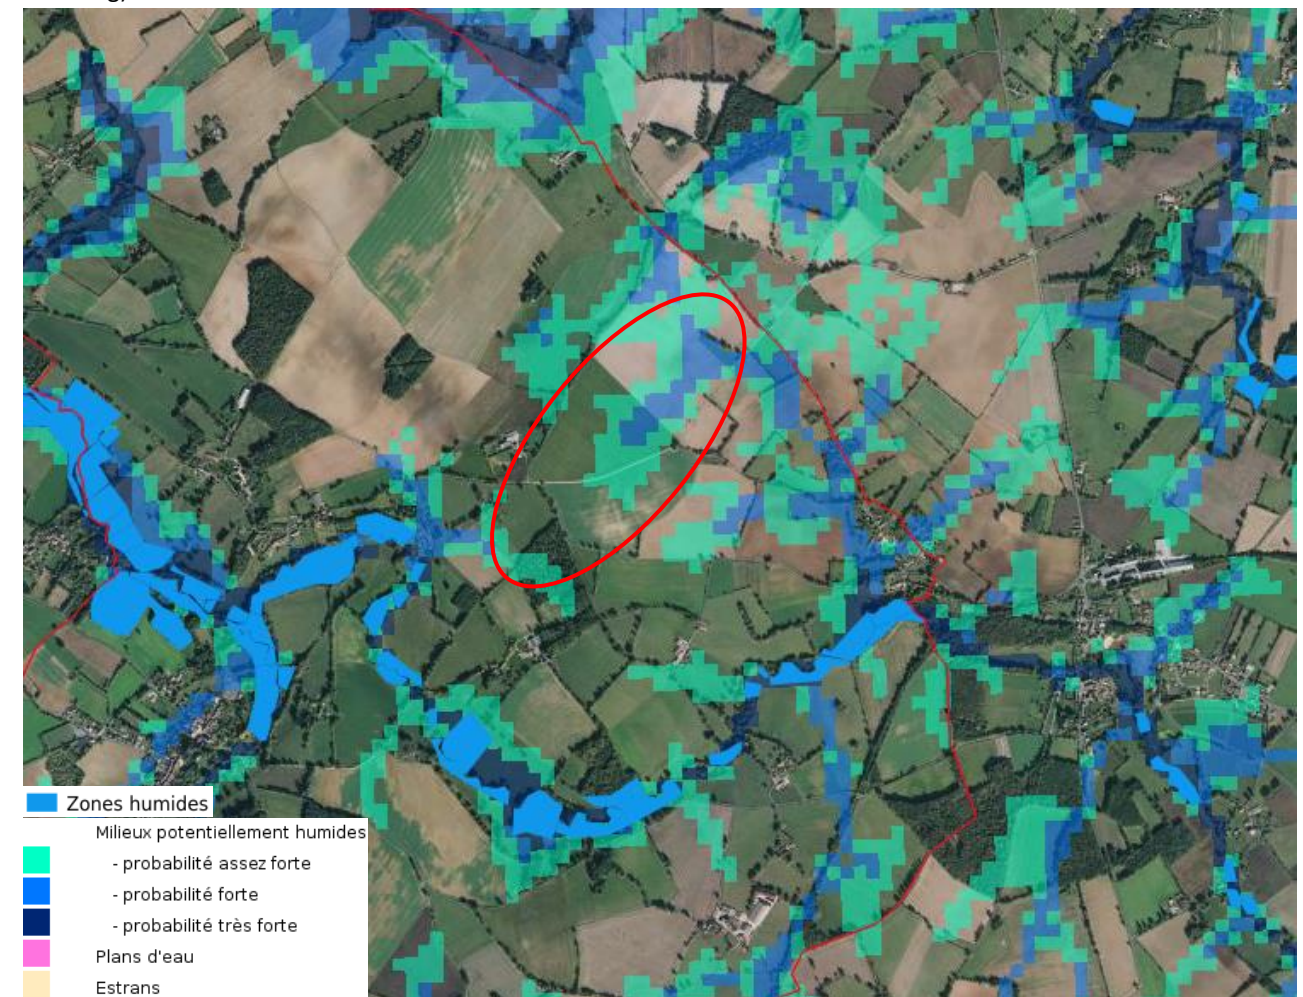 Zones humides
Milieux potentiellement humides
- probabilité assez forte
- probabilité forte
- probabilité très forte
Plans d'eau
Estrans